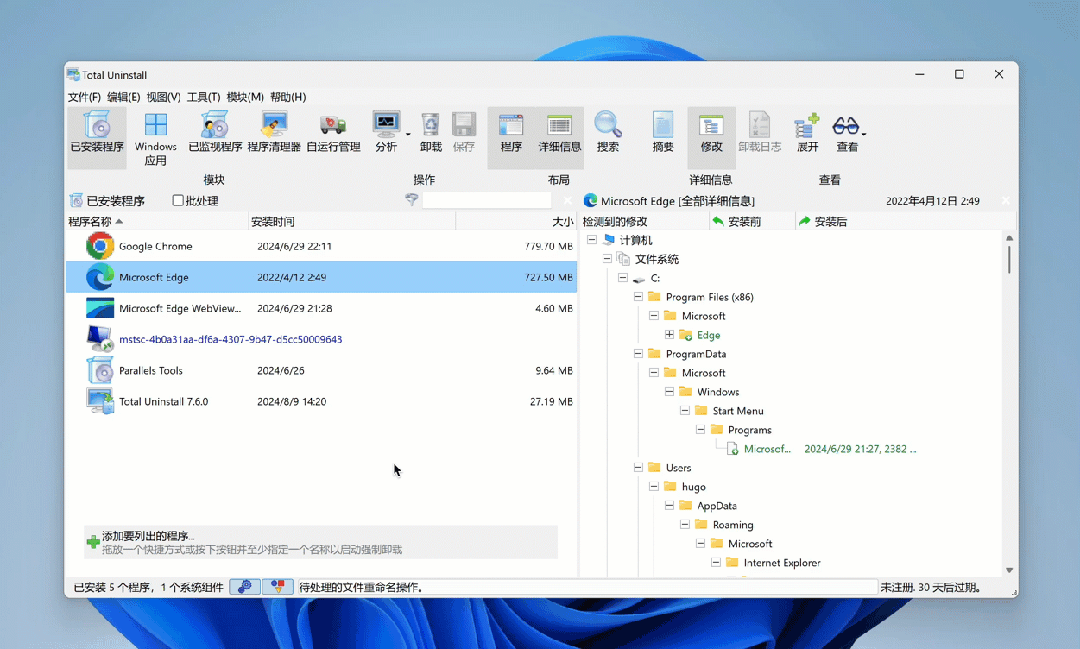 Total Uninstall
文件(F) 编辑(E) 视图(V) 工具(T) 模块(M) 帮助(H)
已安装程序 Windows 应用 已监视程序 程序清理器 自运行管理 分析 卸载 保存 程序 详细信息 搜索 摘要 修改 卸载日志 展开 查看
模块 操作 布局 详细信息 查看
已安装程序 批处理
Microsoft Edge [全部详细信息] 2022年4月12日 2:49
程序名称 安装时间 大小
检测到的修改 安装前 安装后
Google Chrome 2024/6/29 22:11 779.70 MB
Microsoft Edge 2022/4/12 2:49 727.50 MB
Microsoft Edge WebView... 2024/6/29 21:28 4.60 MB
mstsc-4b0a31aa-df6a-4307-9b47-d5cc50009643
Parallels Tools 2024/6/26 9.64 MB
Total Uninstall 7.6.0 2024/8/9 14:20 27.19 MB
添加要列出的程序...
拖放一个快捷方式或按下按钮并至少指定一个名称以启动强制卸载
计算机
文件系统
C:
Program Files (x86)
Microsoft
Edge
ProgramData
Microsoft
Windows
Start Menu
Programs
Microsof... 2024/6/29 21:27, 2382 ...
Users
hugo
AppData
Roaming
Microsoft
Internet Explorer
已安装 5 个程序，1 个系统组件 待处理的文件重命名操作。 未注册. 30 天后过期。